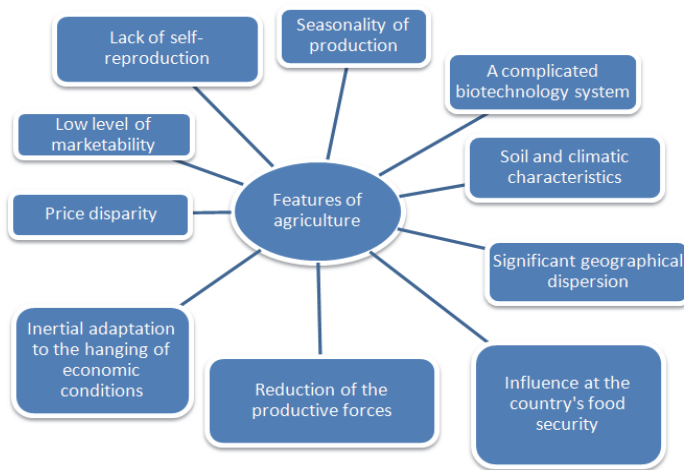 Lack of self-
reproduction
Seasonality of
production
A complicated
biotechnology system
Low level of
marketability
Soil and climatic
characteristics
Price disparity
Features of
agriculture
Significant geographical
dispersion
Inertial adaptation
to the hanging of
economic
conditions
Reduction of the
productive forces
Influence at the
country's food
security